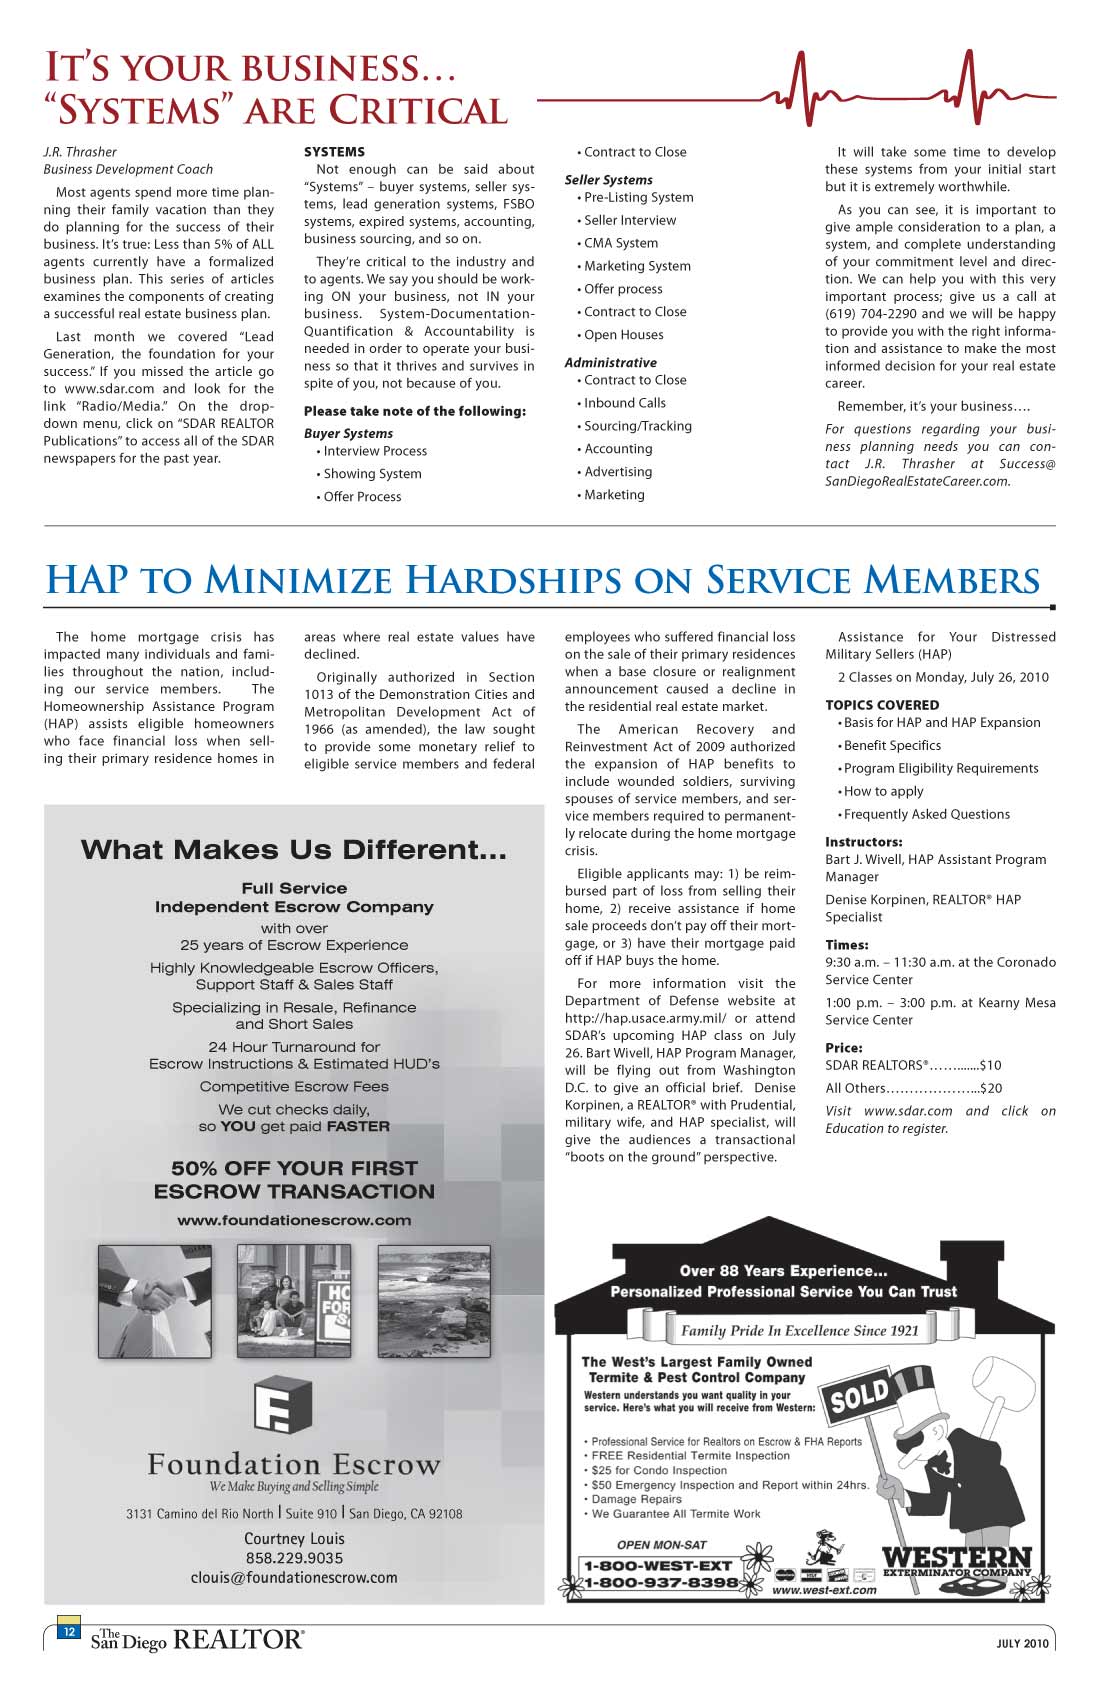 It's your business…
“Systems” are Critical
J.R. Thrasher
Business Development Coach
Most agents spend more time plan-
ning their family vacation than they
do planning for the success of their
business. It's true: Less than 5% of ALL
agents currently have a formalized
business plan. This series of articles
examines the components of creating
a successful real estate business plan.
Last month we covered “Lead
Generation, the foundation for your
success.” If you missed the article go
to www.sdar.com and look for the
link “Radio/Media.” On the drop-
down menu, click on “SDAR REALTOR
Publications” to access all of the SDAR
newspapers for the past year.
SYSTEMS
Not enough can be said about
“Systems” – buyer systems, seller sys-
tems, lead generation systems, FSBO
systems, expired systems, accounting,
business sourcing, and so on.
They're critical to the industry and
to agents. We say you should be work-
ing ON your business, not IN your
business. System-Documentation-
Quantification & Accountability is
needed in order to operate your busi-
ness so that it thrives and survives in
spite of you, not because of you.
Please take note of the following:
Buyer Systems
• Interview Process
• Showing System
• Offer Process
• Contract to Close
Seller Systems
• Pre-Listing System
• Seller Interview
• CMA System
• Marketing System
• Offer process
• Contract to Close
• Open Houses
Administrative
• Contract to Close
• Inbound Calls
• Sourcing/Tracking
• Accounting
• Advertising
• Marketing
It will take some time to develop
these systems from your initial start
but it is extremely worthwhile.
As you can see, it is important to
give ample consideration to a plan, a
system, and complete understanding
of your commitment level and direc-
tion. We can help you with this very
important process; give us a call at
(619) 704-2290 and we will be happy
to provide you with the right informa-
tion and assistance to make the most
informed decision for your real estate
career.
Remember, it's your business….
For questions regarding your busi-
ness planning needs you can con-
tact J.R. Thrasher at Success@
SanDiegoRealEstateCareer.com.
HAP to Minimize Hardships on Service Members
The home mortgage crisis has
impacted many individuals and fami-
lies throughout the nation, includ-
ing our service members. The
Homeownership Assistance Program
(HAP) assists eligible homeowners
who face financial loss when sell-
ing their primary residence homes in
areas where real estate values have
declined.
Originally authorized in Section
1013 of the Demonstration Cities and
Metropolitan Development Act of
1966 (as amended), the law sought
to provide some monetary relief to
eligible service members and federal
employees who suffered financial loss
on the sale of their primary residences
when a base closure or realignment
announcement caused a decline in
the residential real estate market.
The American Recovery and
Reinvestment Act of 2009 authorized
the expansion of HAP benefits to
include wounded soldiers, surviving
spouses of service members, and ser-
vice members required to permanent-
ly relocate during the home mortgage
crisis.
Eligible applicants may: 1) be reim-
bursed part of loss from selling their
home, 2) receive assistance if home
sale proceeds don't pay off their mort-
gage, or 3) have their mortgage paid
off if HAP buys the home.
For more information visit the
Department of Defense website at
http://hap.usace.army.mil/ or attend
SDAR's upcoming HAP class on July
26. Bart Wivell, HAP Program Manager,
will be flying out from Washington
D.C. to give an official brief. Denise
Korpinen, a REALTOR® with Prudential,
military wife, and HAP specialist, will
give the audiences a transactional
“boots on the ground” perspective.
Assistance for Your Distressed
Military Sellers (HAP)
2 Classes on Monday, July 26, 2010
TOPICS COVERED
• Basis for HAP and HAP Expansion
• Benefit Specifics
• Program Eligibility Requirements
• How to apply
• Frequently Asked Questions
Instructors:
Bart J. Wivell, HAP Assistant Program
Manager
Denise Korpinen, REALTOR® HAP
Specialist
Times:
9:30 a.m. – 11:30 a.m. at the Coronado
Service Center
1:00 p.m. – 3:00 p.m. at Kearny Mesa
Service Center
Price:
SDAR REALTORS®…….......$10
All Others………………...$20
Visit www.sdar.com and click on
Education to register.
What Makes Us Different...
Full Service
Independent Escrow Company
with over
25 years of Escrow Experience
Highly Knowledgeable Escrow Officers,
Support Staff & Sales Staff
Specializing in Resale, Refinance
and Short Sales
24 Hour Turnaround for
Escrow Instructions & Estimated HUD's
Competitive Escrow Fees
We cut checks daily,
so YOU get paid FASTER
50% OFF YOUR FIRST
ESCROW TRANSACTION
www.foundationescrow.com
HO
FOR
S
Foundation Escrow
We Make Buying and Selling Simple
3131 Camino del Rio North | Suite 910 | San Diego, CA 92108
Courtney Louis
858.229.9035
clouis@foundationescrow.com
Over 88 Years Experience...
Personalized Professional Service You Can Trust
Family Pride In Excellence Since 1921
The West's Largest Family Owned
Termite & Pest Control Company
Western understands you want quality in your
service. Here's what you will receive from Western:
SOLD
• Professional Service for Realtors on Escrow & FHA Reports
• FREE Residential Termite Inspection
• $25 for Condo Inspection
• $50 Emergency Inspection and Report within 24hrs.
• Damage Repairs
• We Guarantee All Termite Work
OPEN MON-SAT
1-800-WEST-EXT
1-800-937-8398
www.west-ext.com
WESTERN
EXTERMINATOR COMPANY
12
The San Diego REALTOR®
JULY 2010